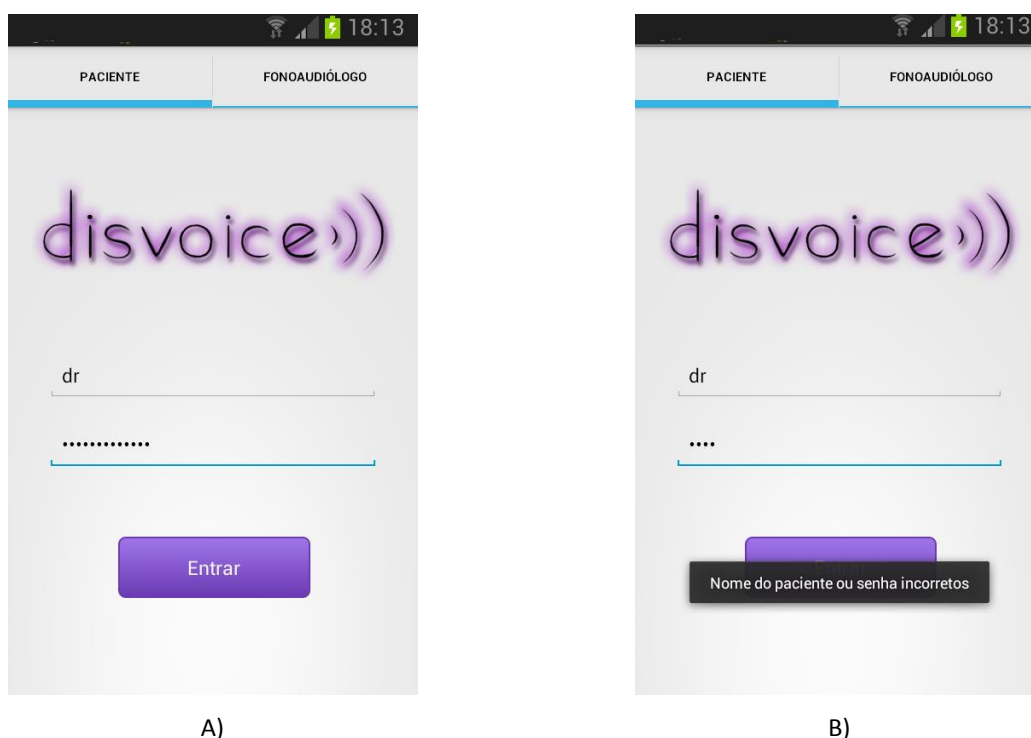 18:13
PACIENTE FONOAUDIÓLOGO
disvoice
dr
•••••••••••••
Entrar
A)
18:13
PACIENTE FONOAUDIÓLOGO
disvoice
dr
••••
Nome do paciente ou senha incorretos
B)